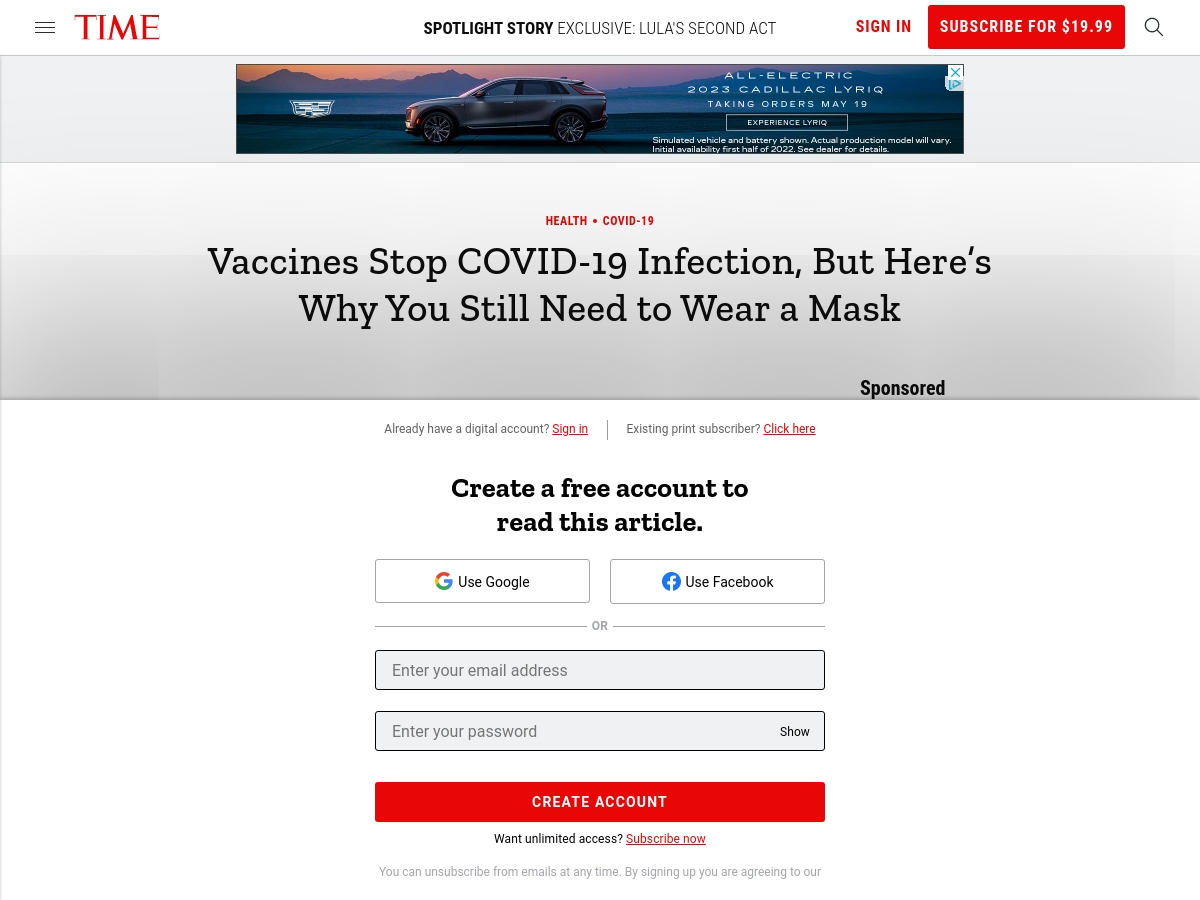 TIME
SPOTLIGHT STORY EXCLUSIVE: LULA'S SECOND ACT
SIGN IN
SUBSCRIBE FOR $19.99
ALL-ELECTRIC
2023 CADILLAC LYRIQ
TAKING ORDERS MAY 19
EXPERIENCE LYRIQ
Simulated vehicle and battery shown. Actual production model will vary.
Initial availability first half of 2022. See dealer for details.
HEALTH • COVID-19
Vaccines Stop COVID-19 Infection, But Here’s
Why You Still Need to Wear a Mask
Sponsored
Already have a digital account? Sign in
Existing print subscriber? Click here
Create a free account to
read this article.
Use Google
Use Facebook
OR
Enter your email address
Enter your password
Show
CREATE ACCOUNT
Want unlimited access? Subscribe now
You can unsubscribe from emails at any time. By signing up you are agreeing to our